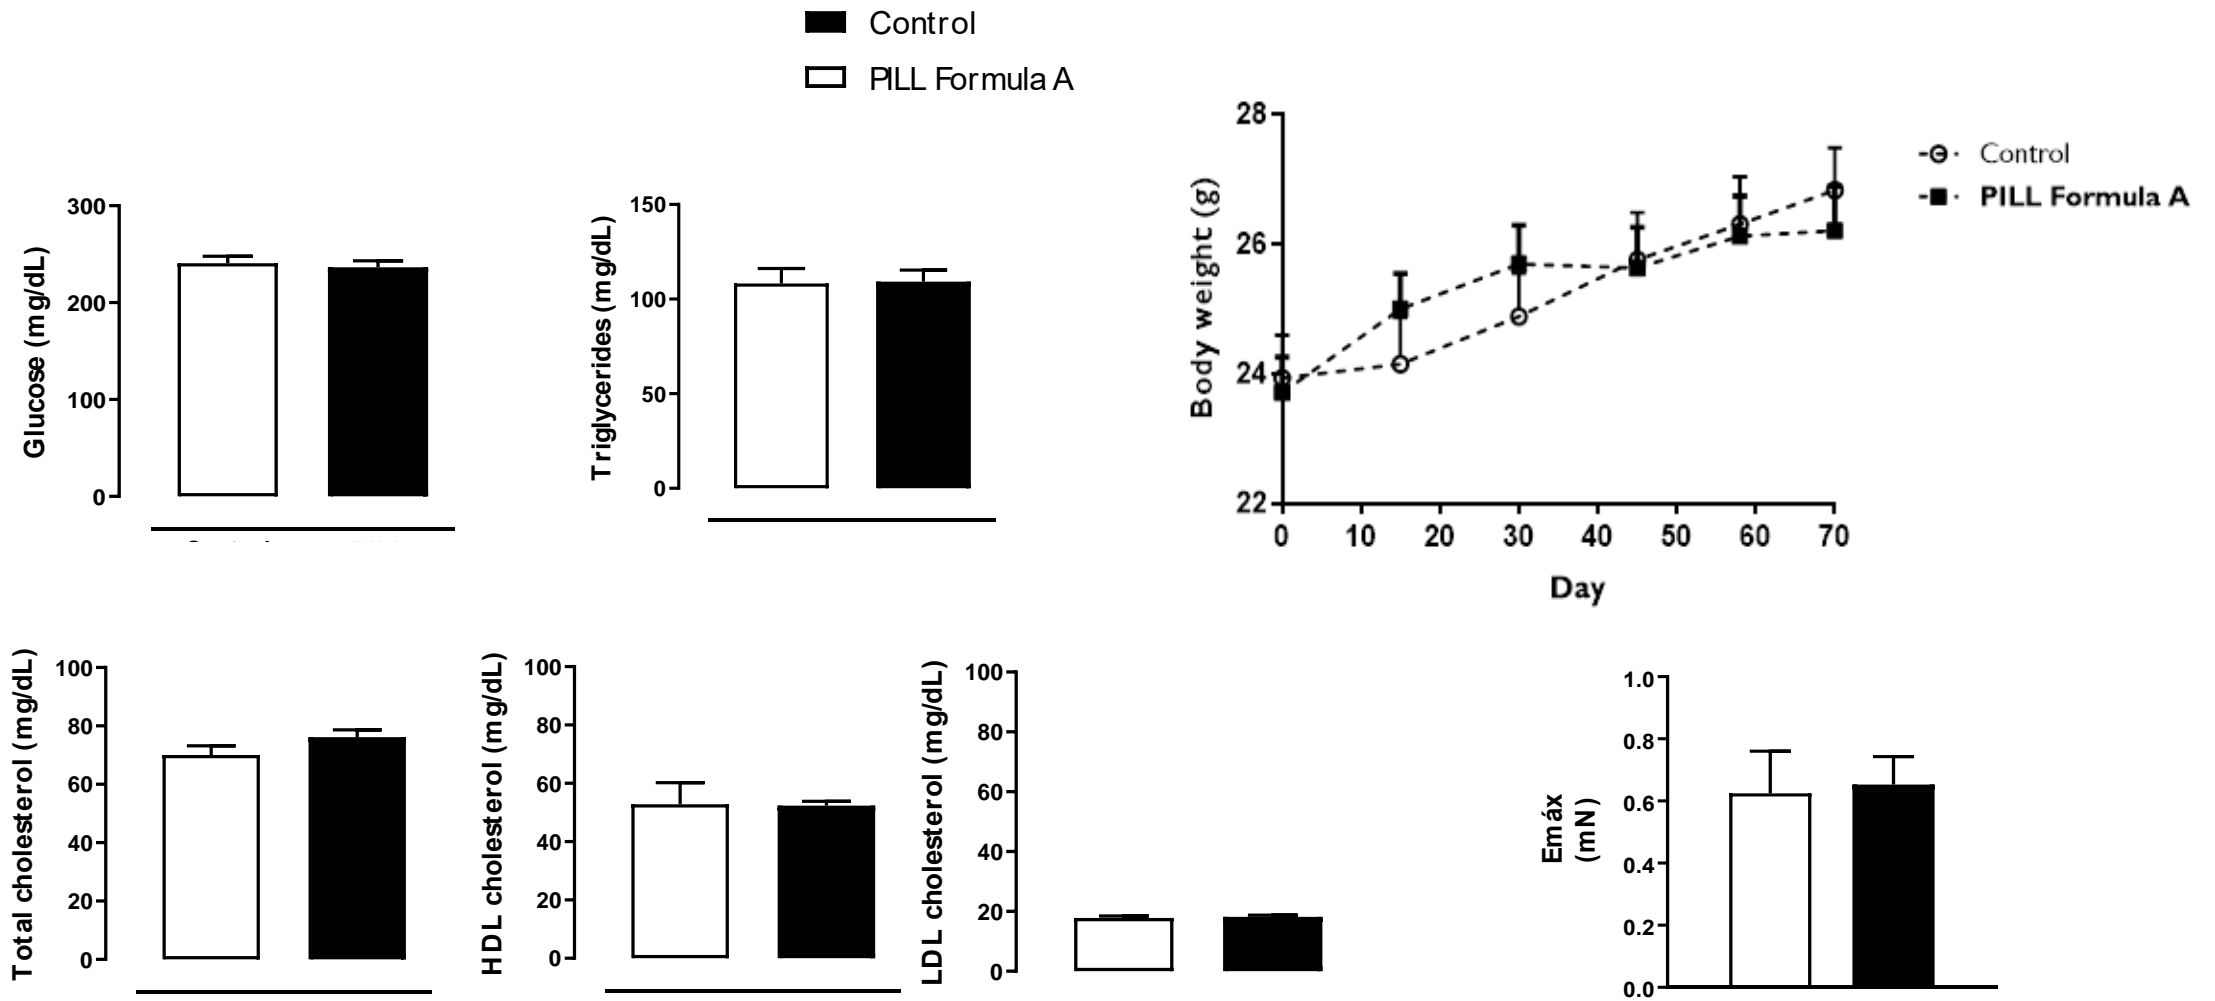 Control
PILL Formula A
Glucose (mg/dL)
300
200
100
0
Triglycerides (mg/dL)
150
100
50
0
Body weight (g)
28
26
24
22
0 10 20 30 40 50 60 70
Day
Control
PILL Formula A
Total cholesterol (mg/dL)
100
80
60
40
20
0
HDL cholesterol (mg/dL)
100
80
60
40
20
0
LDL cholesterol (mg/dL)
100
80
60
40
20
0
Emáx
(mN)
1.0
0.8
0.6
0.4
0.2
0.0